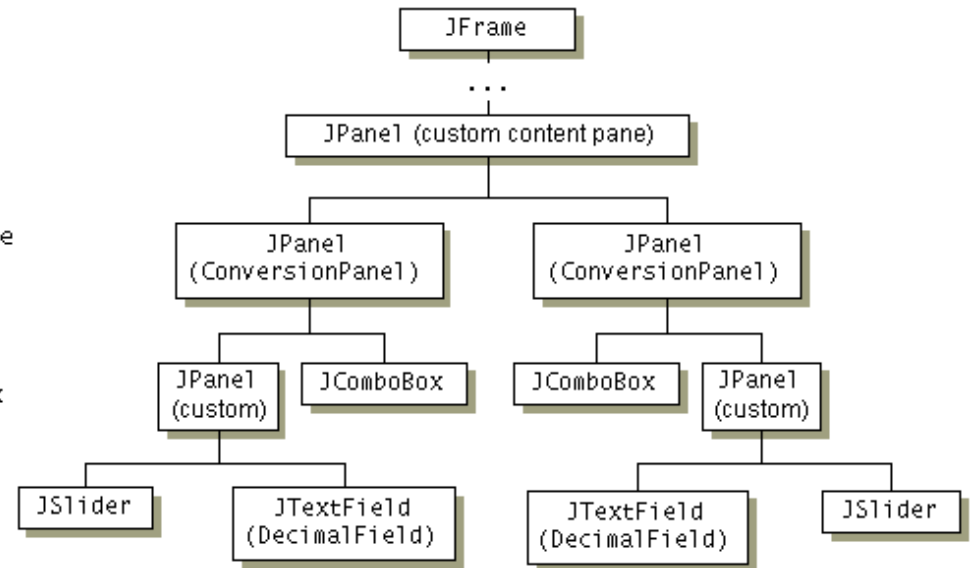 JFrame
...
JPanel (custom content pane)
e
JPanel
(ConversionPanel)
JPanel
(ConversionPanel)
JPanel
(custom)
JComboBox
JComboBox
JPanel
(custom)
x
JSlider
JTextField
(DecimalField)
JTextField
(DecimalField)
JSlider